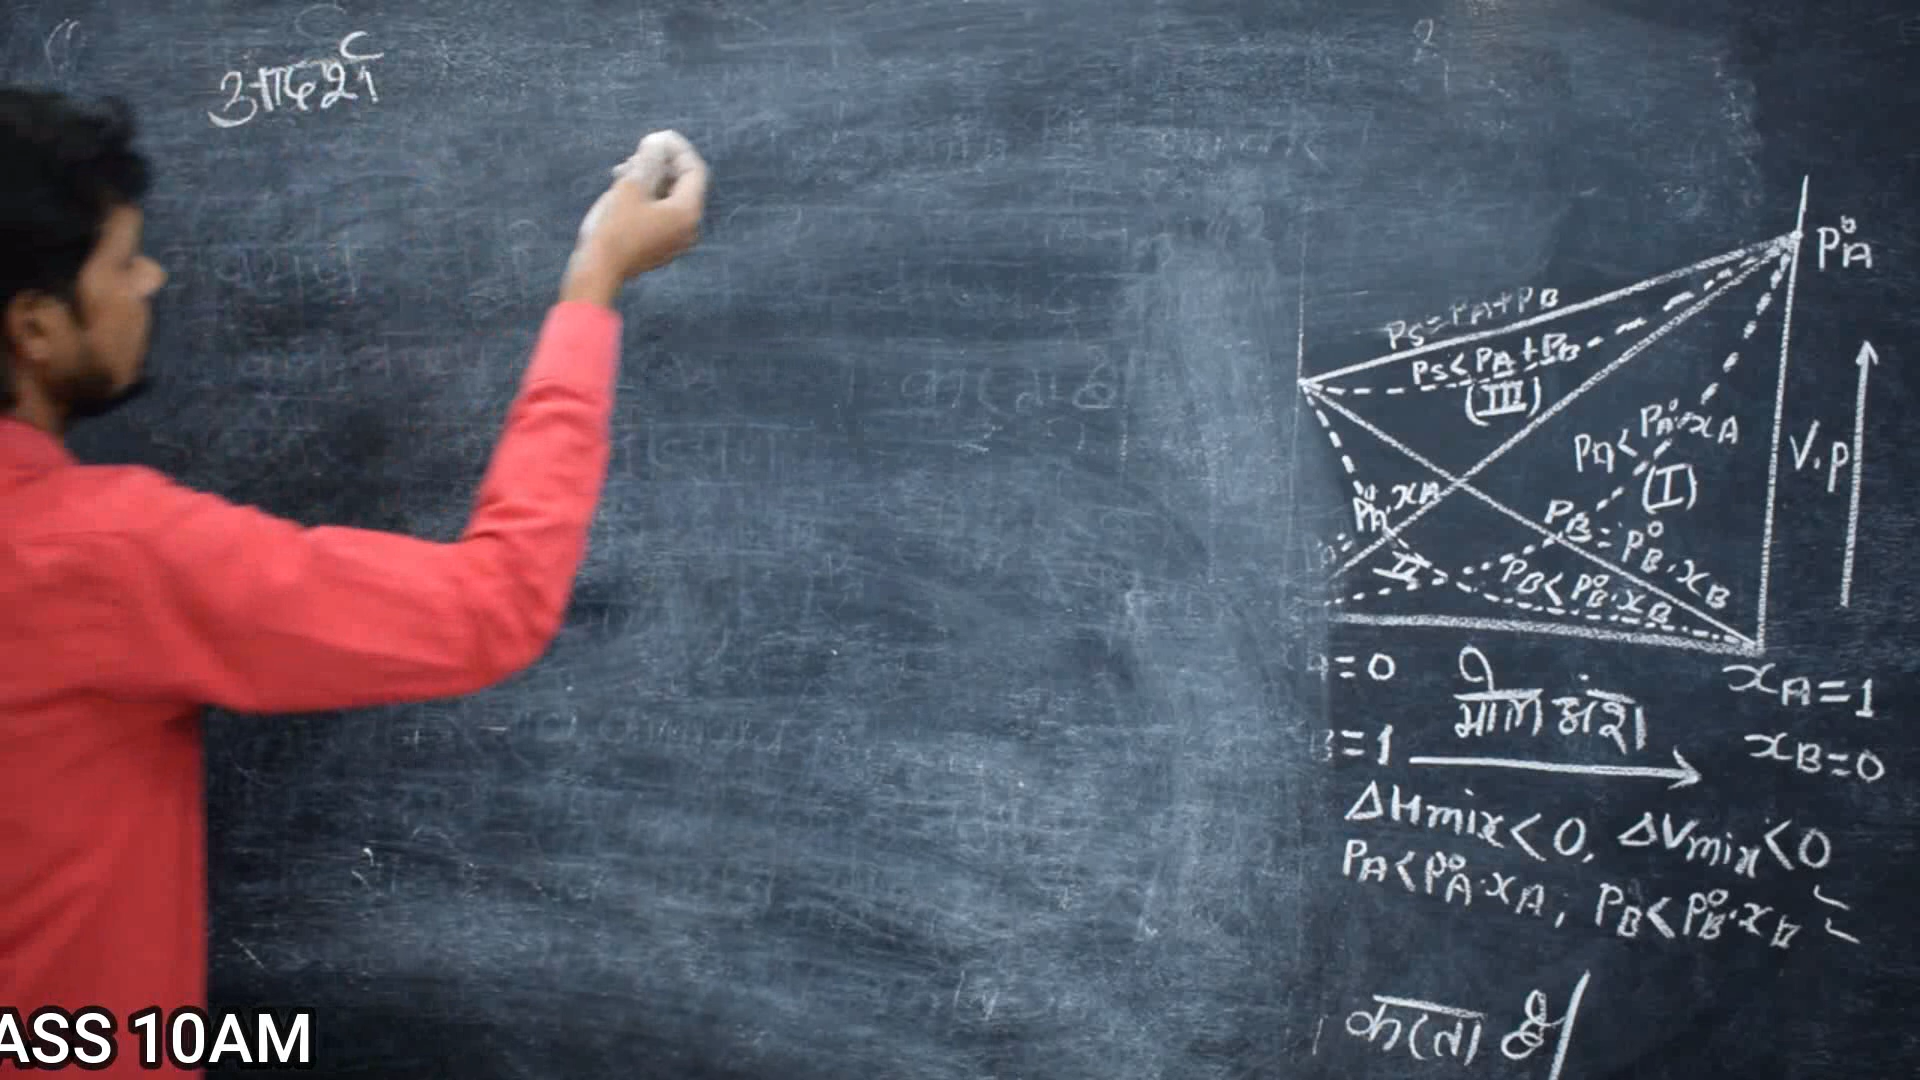 आदर्श
P°A
Ps=PA+PB
Ps<PA+PB
(III)
PA<P°A·xA
(I)
V.p
P°A·xA
PB=P°B·xB
II
PB<P°B·xB
=0 मोल अंश xA=1
B=1 xB=0
ΔHmix<0, ΔVmix<0
PA<P°A·xA, PB<P°B·xB
करता है।
ASS 10AM